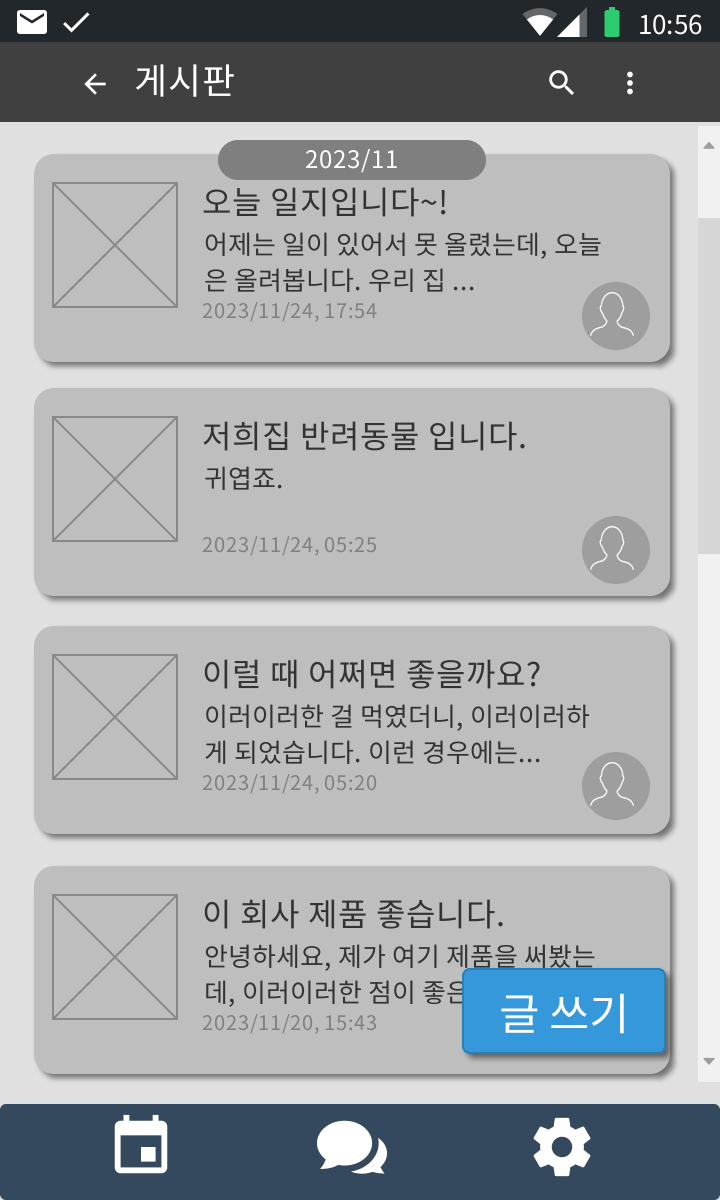 10:56
게시판
2023/11
오늘 일지입니다~!
어제는 일이 있어서 못 올렸는데, 오늘
은 올려봅니다. 우리 집 ...
2023/11/24, 17:54
저희집 반려동물 입니다.
귀엽죠.
2023/11/24, 05:25
이럴 때 어쩌면 좋을까요?
이러이러한 걸 먹였더니, 이러이러하
게 되었습니다. 이런 경우에는...
2023/11/24, 05:20
이 회사 제품 좋습니다.
안녕하세요, 제가 여기 제품을 써봤는
데, 이러이러한 점이 좋은
2023/11/20, 15:43
글 쓰기